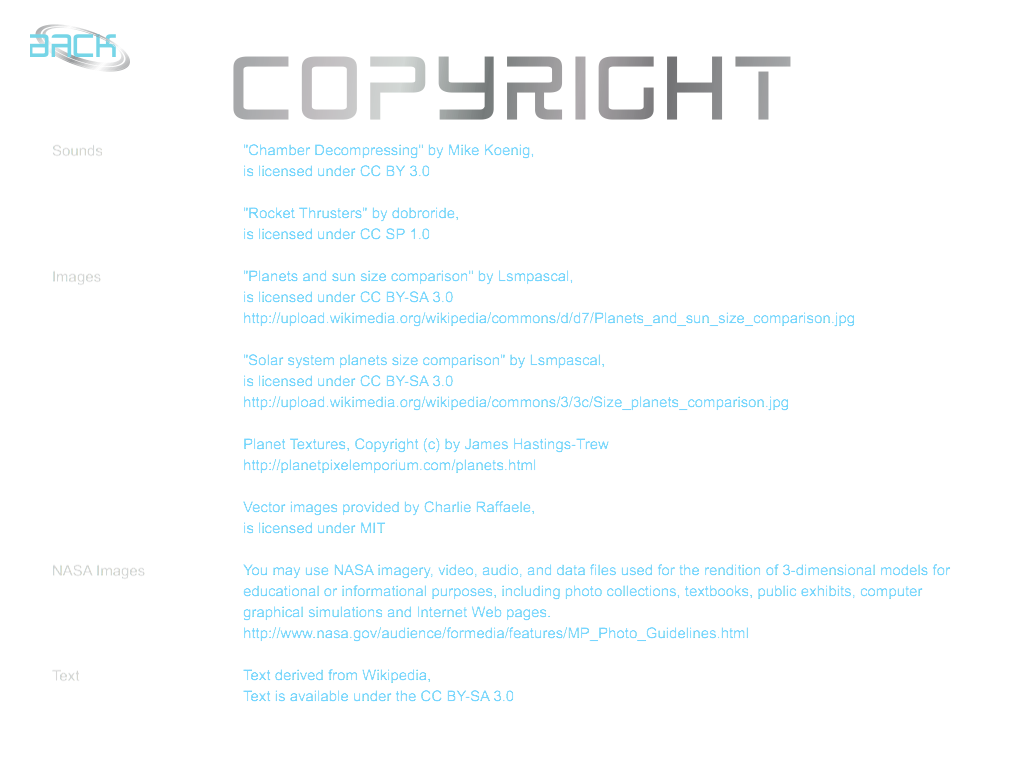 BACK
COPYRIGHT
Sounds
"Chamber Decompressing" by Mike Koenig,
is licensed under CC BY 3.0
"Rocket Thrusters" by dobroride,
is licensed under CC SP 1.0
Images
"Planets and sun size comparison" by Lsmpascal,
is licensed under CC BY-SA 3.0
http://upload.wikimedia.org/wikipedia/commons/d/d7/Planets_and_sun_size_comparison.jpg
"Solar system planets size comparison" by Lsmpascal,
is licensed under CC BY-SA 3.0
http://upload.wikimedia.org/wikipedia/commons/3/3c/Size_planets_comparison.jpg
Planet Textures, Copyright (c) by James Hastings-Trew
http://planetpixelemporium.com/planets.html
Vector images provided by Charlie Raffaele,
is licensed under MIT
NASA Images
You may use NASA imagery, video, audio, and data files used for the rendition of 3-dimensional models for
educational or informational purposes, including photo collections, textbooks, public exhibits, computer
graphical simulations and Internet Web pages.
http://www.nasa.gov/audience/formedia/features/MP_Photo_Guidelines.html
Text
Text derived from Wikipedia,
Text is available under the CC BY-SA 3.0